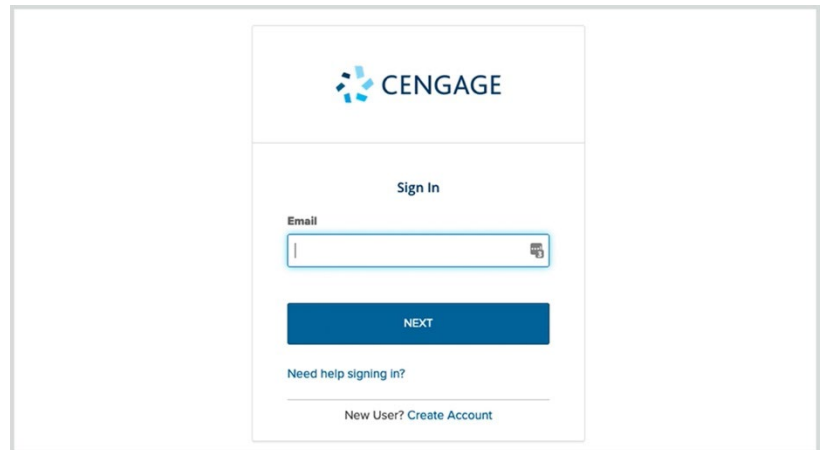 CENGAGE
Sign In
Email
NEXT
Need help signing in?
New User? Create Account